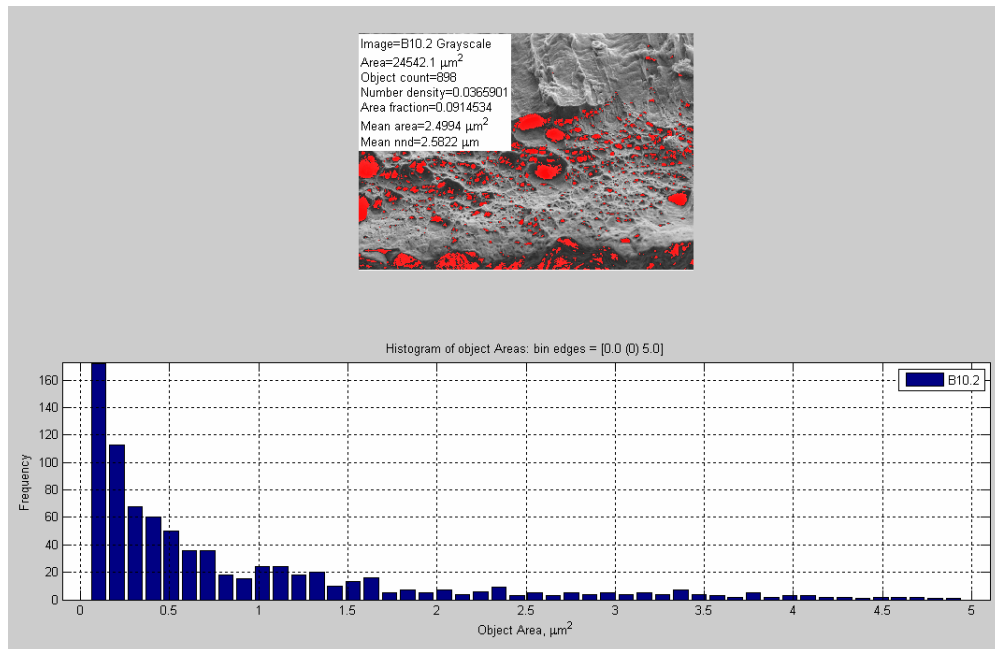 Image=B10.2 Grayscale
Area=24542.1 μm²
Object count=898
Number density=0.0365901
Area fraction=0.0914534
Mean area=2.4994 μm²
Mean nnd=2.5822 μm
Histogram of object Areas: bin edges = [0.0 (0) 5.0]
B10.2
Frequency
160
140
120
100
80
60
40
20
0
0 0.5 1 1.5 2 2.5 3 3.5 4 4.5 5
Object Area, μm²